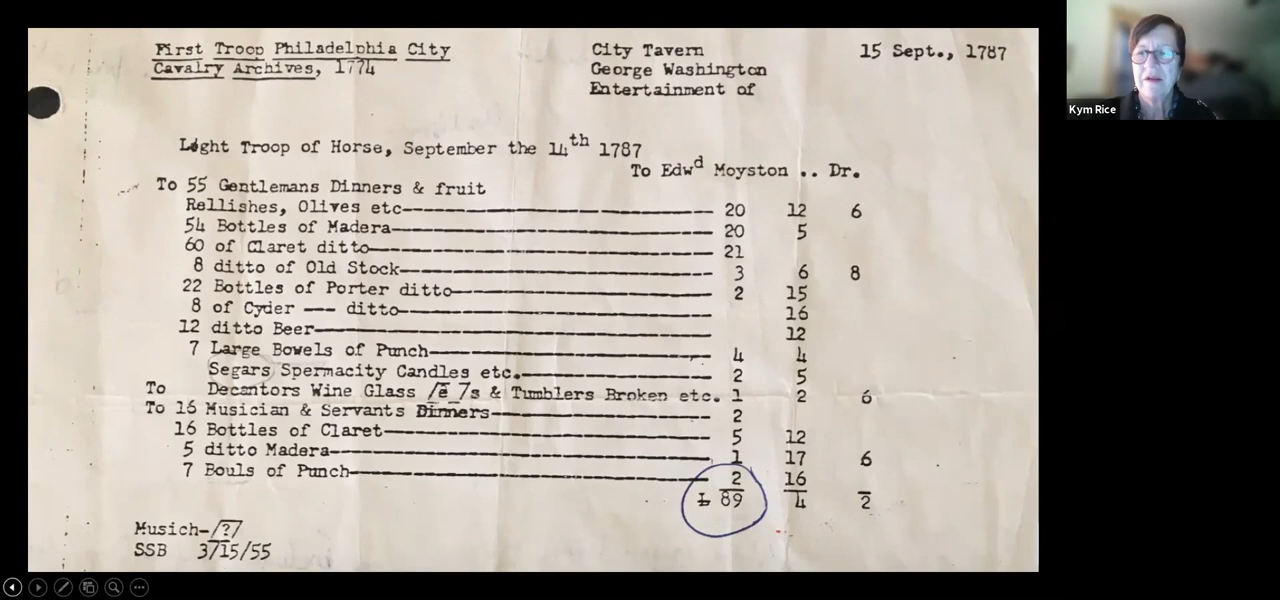 First Troop Philadelphia City City Tavern 15 Sept., 1787
Cavalry Archives, 1774 George Washington
Entertainment of
Light Troop of Horse, September the 14th 1787
To Edwd Moyston .. Dr.
To 55 Gentlemans Dinners & fruit
Rellishes, Olives etc 20 12 6
54 Bottles of Madera 20 5
60 of Claret ditto 21
8 ditto of Old Stock 3 6 8
22 Bottles of Porter ditto 2 15
8 of Cyder --- ditto 16
12 ditto Beer 12
7 Large Bowels of Punch 4 4
Segars Spermacity Candles etc. 2 5
To Decantors Wine Glass /e 7s & Tumblers Broken etc. 1 2 6
To 16 Musician & Servants Dinners 2
16 Bottles of Claret 5 12
5 ditto Madera 1 17 6
7 Bouls of Punch 2 16
L 89 4 2
Musich-/?/
SSB 3/15/55
Kym Rice